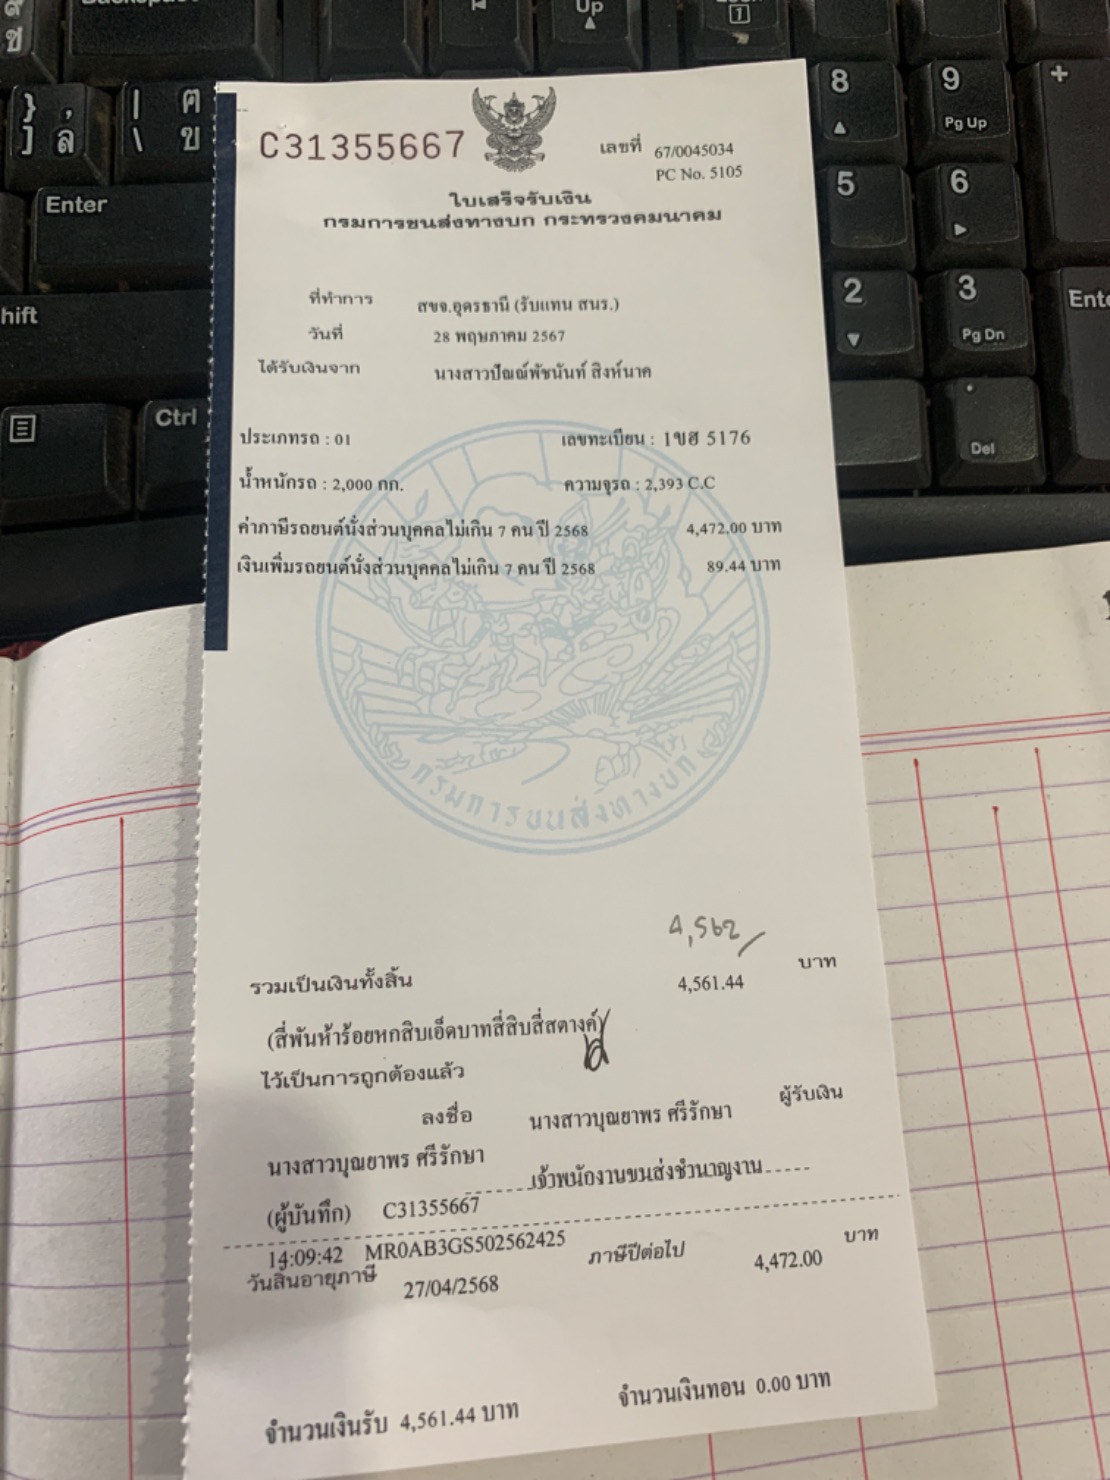 C31355667
เลขที่ 67/0045034
PC No. 5105
ใบเสร็จรับเงิน
กรมการขนส่งทางบก กระทรวงคมนาคม
ที่ทำการ สขจ.อุดรธานี (รับแทน สนร.)
วันที่ 28 พฤษภาคม 2567
ได้รับเงินจาก นางสาวปัณณ์พัชนันท์ สิงห์นาค
ประเภทรถ : 01 เลขทะเบียน : 1ขฮ 5176
น้ำหนักรถ : 2,000 กก. ความจุรถ : 2,393 C.C
ค่าภาษีรถยนต์นั่งส่วนบุคคลไม่เกิน 7 คน ปี 2568 4,472.00 บาท
เงินเพิ่มรถยนต์นั่งส่วนบุคคลไม่เกิน 7 คน ปี 2568 89.44 บาท
กรมการขนส่งทางบก
4,562
รวมเป็นเงินทั้งสิ้น 4,561.44 บาท
(สี่พันห้าร้อยหกสิบเอ็ดบาทสี่สิบสี่สตางค์)
ไว้เป็นการถูกต้องแล้ว
ลงชื่อ นางสาวบุณยาพร ศรีรักษา ผู้รับเงิน
นางสาวบุณยาพร ศรีรักษา
เจ้าพนักงานขนส่งชำนาญงาน
(ผู้บันทึก) C31355667
14:09:42 MR0AB3GS502562425
วันสิ้นอายุภาษี 27/04/2568 ภาษีปีต่อไป 4,472.00 บาท
จำนวนเงินรับ 4,561.44 บาท จำนวนเงินทอน 0.00 บาท
Up
7
} ,
] ล
| ฅ
\ ข
Enter
hift
Ctrl
8
9
Pg Up
+
5
6
2
3
Pg Dn
Ente
.
Del